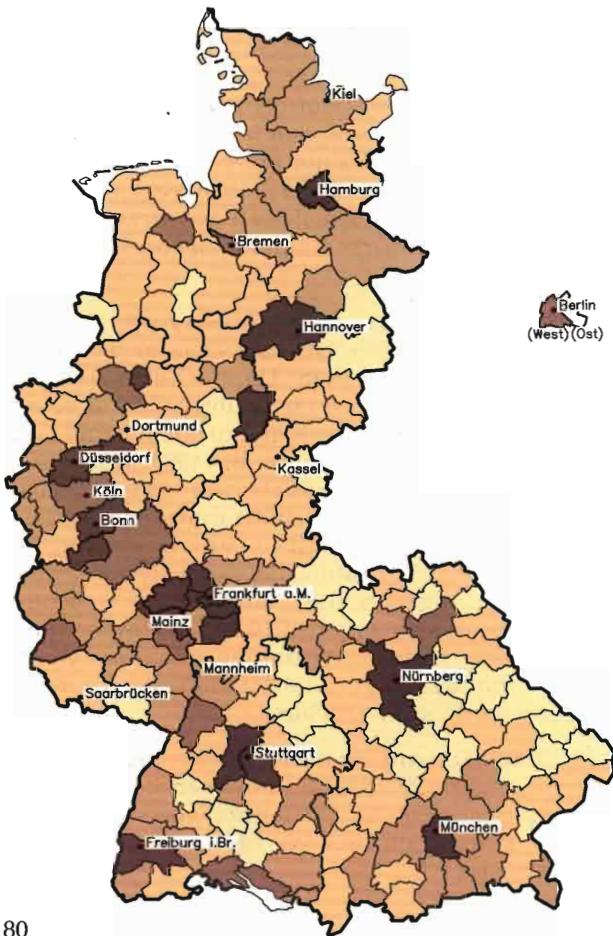 Kiel
Hamburg
Bremen
Berlin
(West) (Ost)
Hannover
Dortmund
Düsseldorf
Kassel
Köln
Bonn
Frankfurt a.M.
Mainz
Mannheim
Nürnberg
Saarbrücken
Stuttgart
München
Freiburg i.Br.
80